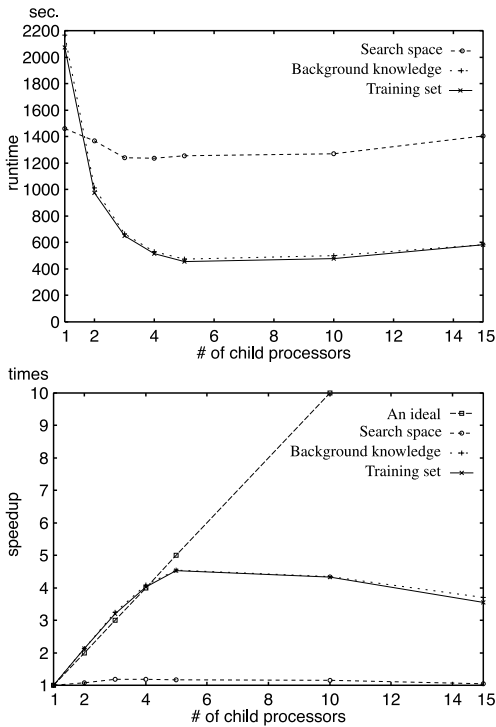 sec.
2200
2000
1800
1600
1400
1200
1000
800
600
400
200
0
runtime
Search space
Background knowledge
Training set
1 2 4 6 8 10 12 14 15
# of child processors
times
10
9
8
7
6
5
4
3
2
1
speedup
An ideal
Search space
Background knowledge
Training set
1 2 4 6 8 10 12 14 15
# of child processors